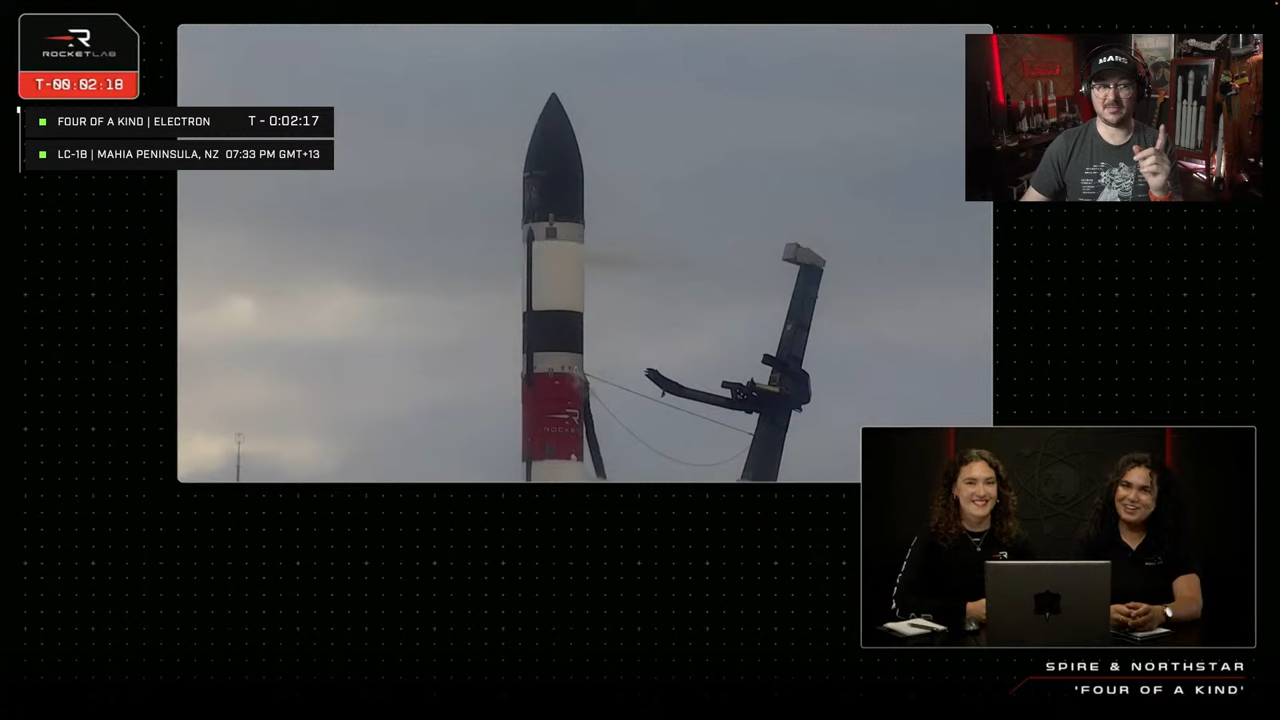 ROCKETLAB
T-00:02:18
FOUR OF A KIND | ELECTRON T - 0:02:17
LC-1B | MAHIA PENINSULA, NZ 07:33 PM GMT+13
MARS
SPIRE & NORTHSTAR
'FOUR OF A KIND'